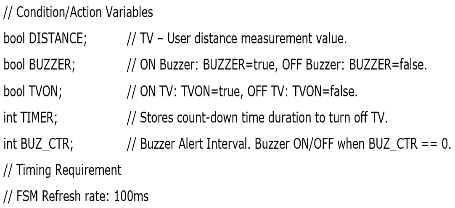 // Condition/Action Variables
bool DISTANCE; // TV – User distance measurement value.
bool BUZZER; // ON Buzzer: BUZZER=true, OFF Buzzer: BUZZER=false.
bool TVON; // ON TV: TVON=true, OFF TV: TVON=false.
int TIMER; // Stores count-down time duration to turn off TV.
int BUZ_CTR; // Buzzer Alert Interval. Buzzer ON/OFF when BUZ_CTR == 0.
// Timing Requirement
// FSM Refresh rate: 100ms